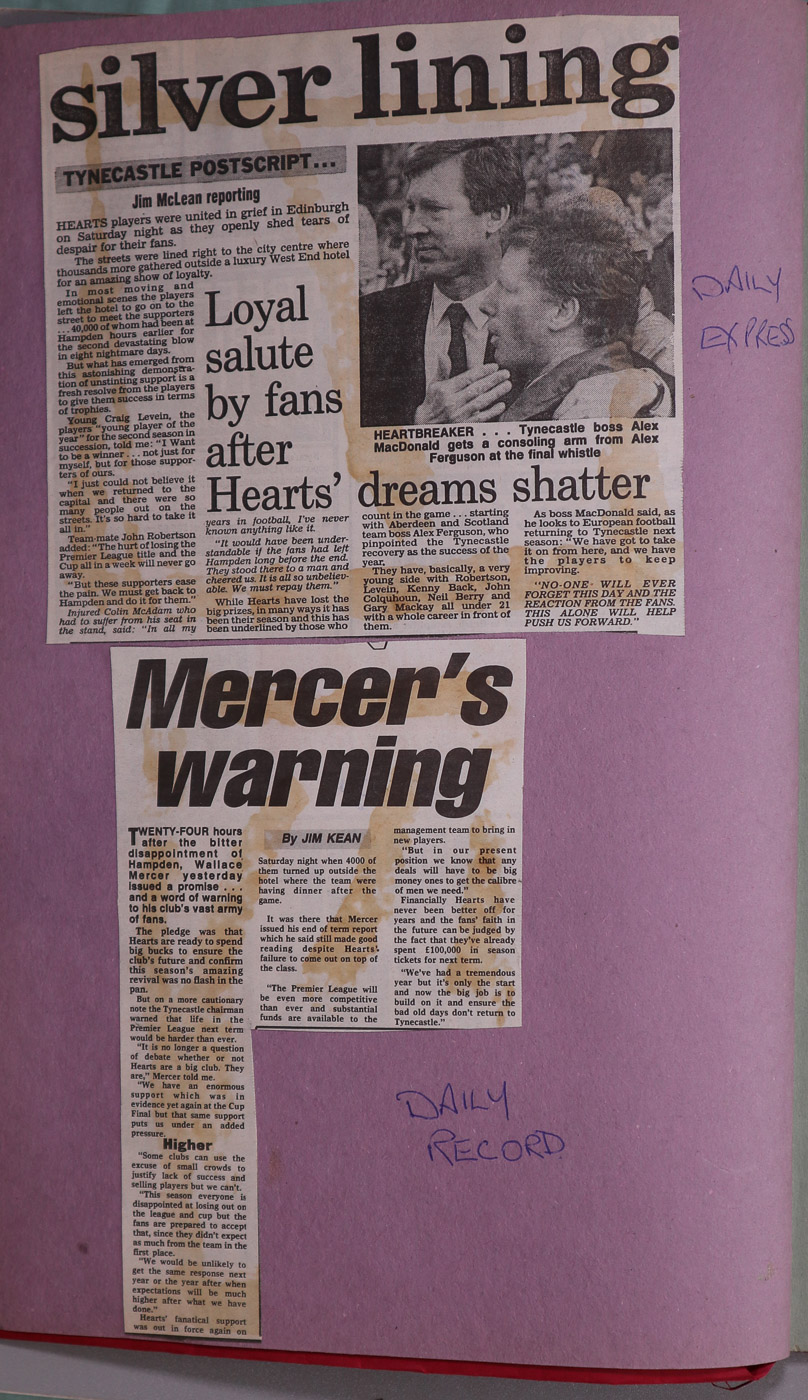 silver lining
TYNECASTLE POSTSCRIPT...
Jim McLean reporting
HEARTS players were united in grief in Edinburgh
on Saturday night as they openly shed tears of
despair for their fans.
The streets were lined right to the city centre where
thousands more gathered outside a luxury West End hotel
for an amazing show of loyalty.
In most moving and
emotional scenes the players
left the hotel to go on to the
street to meet the supporters
... 40,000 of whom had been at
Hampden hours earlier for
the second devastating blow
in eight nightmare days.
But what has emerged from
this astonishing demonstra-
tion of unstinting support is a
fresh resolve from the players
to give them success in terms
of trophies.
Young Craig Levein, the
players "young player of the
year" for the second season in
succession, told me: "I Want
to be a winner ... not just for
myself, but for those suppor-
ters of ours.
"I just could not believe it
when we returned to the
capital and there were so
many people out on the
streets. It's so hard to take it
all in."
Team-mate John Robertson
added: "The hurt of losing the
Premier League title and the
Cup all in a week will never go
away.
"But these supporters ease
the pain. We must get back to
Hampden and do it for them."
Injured Colin McAdam who
had to suffer from his seat in
the stand, said: "In all my
Loyal
salute
by fans
after
Hearts' dreams shatter
years in football, I've never
known anything like it.
"It would have been under-
standable if the fans had left
Hampden long before the end.
They stood there to a man and
cheered us. It is all so unbeliev-
able. We must repay them."
While Hearts have lost the
big prizes, in many ways it has
been their season and this has
been underlined by those who
HEARTBREAKER . . . Tynecastle boss Alex
MacDonald gets a consoling arm from Alex
Ferguson at the final whistle
count in the game ... starting
with Aberdeen and Scotland
team boss Alex Ferguson, who
pinpointed the Tynecastle
recovery as the success of the
year.
They have, basically, a very
young side with Robertson,
Levein, Kenny Back, John
Colquhoun, Neil Berry and
Gary Mackay all under 21
with a whole career in front of
them.
As boss MacDonald said, as
he looks to European football
returning to Tynecastle next
season: "We have got to take
it on from here, and we have
the players to keep
improving.
"NO-ONE WILL EVER
FORGET THIS DAY AND THE
REACTION FROM THE FANS.
THIS ALONE WILL HELP
PUSH US FORWARD."
DAILY
EXPRESS
Mercer's
warning
TWENTY-FOUR hours
after the bitter
disappointment of
Hampden, Wallace
Mercer yesterday
issued a promise . . .
and a word of warning
to his club's vast army
of fans.
The pledge was that
Hearts are ready to spend
big bucks to ensure the
club's future and confirm
this season's amazing
revival was no flash in the
pan.
But on a more cautionary
note the Tynecastle chairman
warned that life in the
Premier League next term
would be harder than ever.
"It is no longer a question
of debate whether or not
Hearts are a big club. They
are," Mercer told me.
"We have an enormous
support which was in
evidence yet again at the Cup
Final but that same support
puts us under an added
pressure.
Higher
"Some clubs can use the
excuse of small crowds to
justify lack of success and
selling players but we can't.
"This season everyone is
disappointed at losing out on
the league and cup but the
fans are prepared to accept
that, since they didn't expect
as much from the team in the
first place.
"We would be unlikely to
get the same response next
year or the year after when
expectations will be much
higher after what we have
done."
Hearts' fanatical support
was out in force again on
By JIM KEAN
Saturday night when 4000 of
them turned up outside the
hotel where the team were
having dinner after the
game.
It was there that Mercer
issued his end of term report
which he said still made good
reading despite Hearts'
failure to come out on top of
the class.
"The Premier League will
be even more competitive
than ever and substantial
funds are available to the
management team to bring in
new players.
"But in our present
position we know that any
deals will have to be big
money ones to get the calibre
of men we need."
Financially Hearts have
never been better off for
years and the fans' faith in
the future can be judged by
the fact that they've already
spent £100,000 in season
tickets for next term.
"We've had a tremendous
year but it's only the start
and now the big job is to
build on it and ensure the
bad old days don't return to
Tynecastle."
DAILY
RECORD